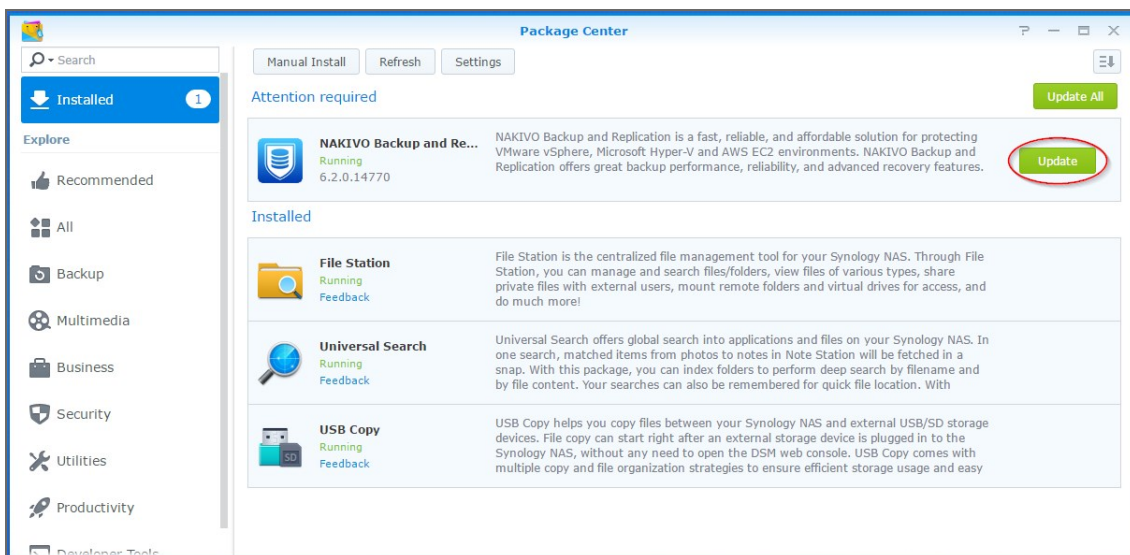 Package Center
Search
Manual Install
Refresh
Settings
Installed
1
Attention required
Update All
Explore
NAKIVO Backup and Re...
Running
6.2.0.14770
NAKIVO Backup and Replication is a fast, reliable, and affordable solution for protecting
VMware vSphere, Microsoft Hyper-V and AWS EC2 environments. NAKIVO Backup and
Replication offers great backup performance, reliability, and advanced recovery features.
Update
Recommended
All
Backup
Multimedia
Business
Security
Utilities
Productivity
Developer Tools
Installed
File Station
Running
Feedback
File Station is the centralized file management tool for your Synology NAS. Through File
Station, you can manage and search files/folders, view files of various types, share
private files with external users, mount remote folders and virtual drives for access, and
do much more!
Universal Search
Running
Feedback
Universal Search offers global search into applications and files on your Synology NAS. In
one search, matched items from photos to notes in Note Station will be fetched in a
snap. With this package, you can index folders to perform deep search by filename and
by file content. Your searches can also be remembered for quick file location. With
SD
USB Copy
Running
Feedback
USB Copy helps you copy files between your Synology NAS and external USB/SD storage
devices. File copy can start right after an external storage device is plugged in to the
Synology NAS, without any need to open the DSM web console. USB Copy comes with
multiple copy and file organization strategies to ensure efficient storage usage and easy